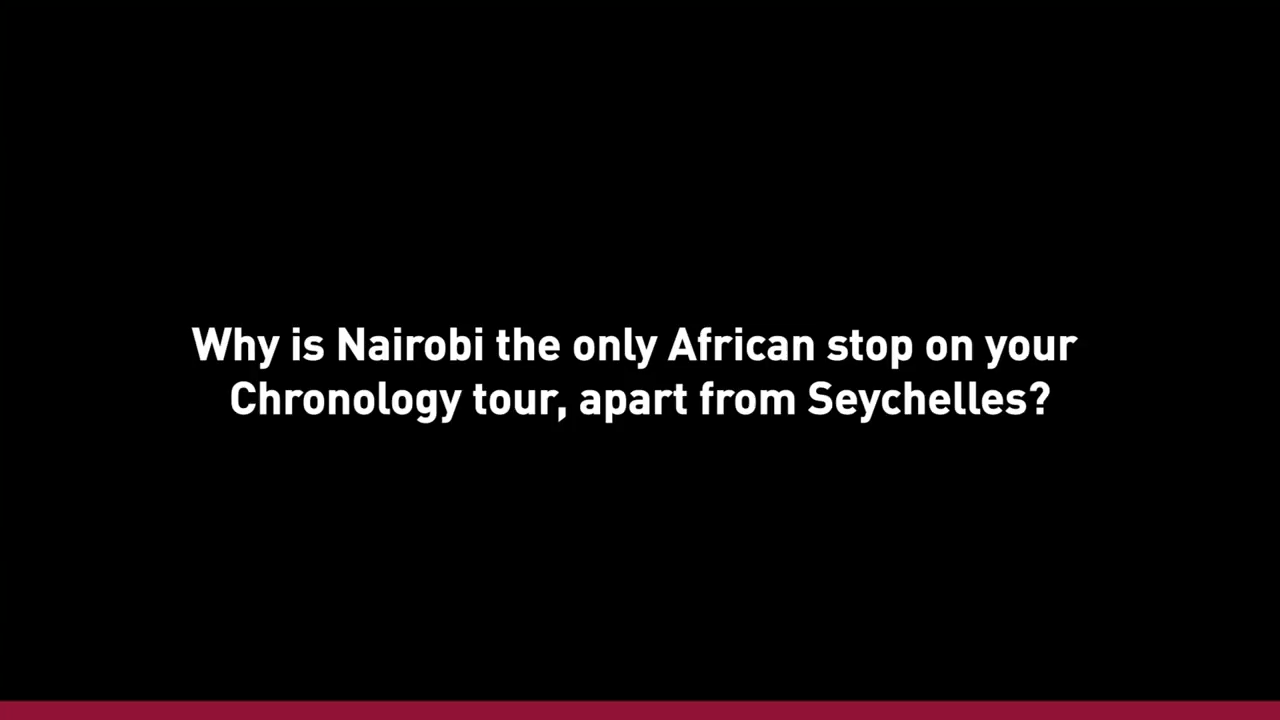 Why is Nairobi the only African stop on your
Chronology tour, apart from Seychelles?